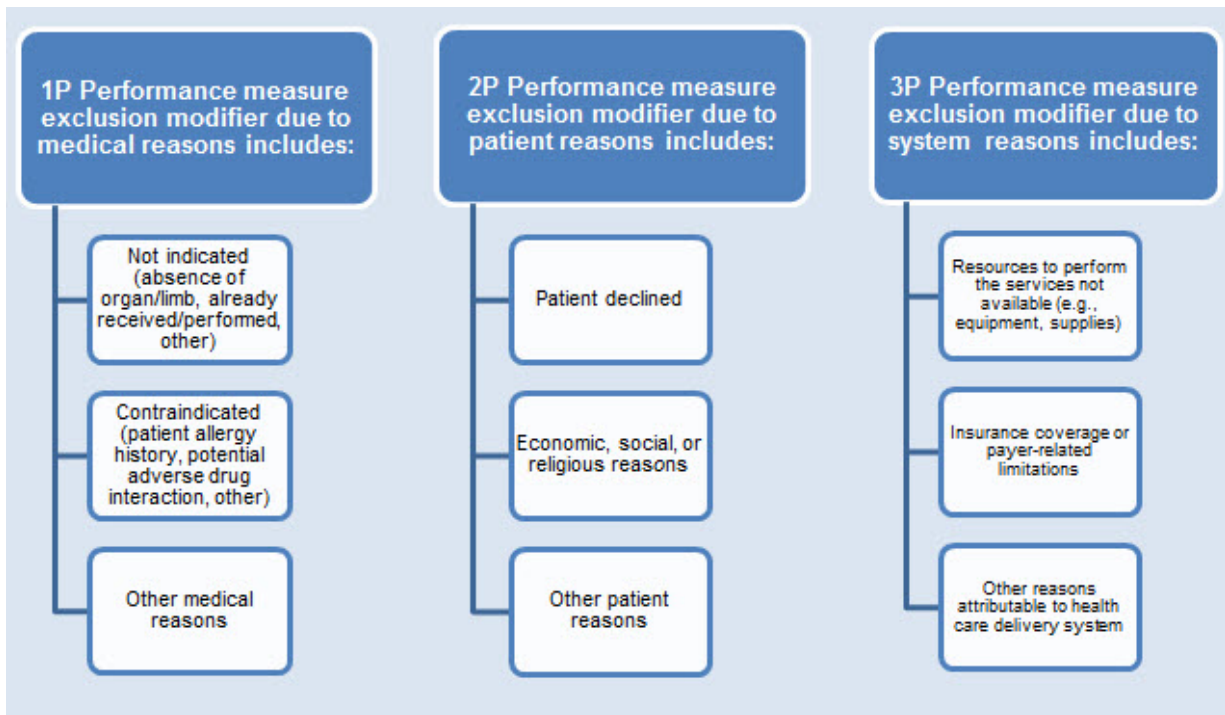 1P Performance measure
exclusion modifier due to
medical reasons includes:
Not indicated
(absence of
organ/limb, already
received/performed,
other)
Contraindicated
(patient allergy
history, potential
adverse drug
interaction, other)
Other medical
reasons
2P Performance measure
exclusion modifier due to
patient reasons includes:
Patient declined
Economic, social, or
religious reasons
Other patient
reasons
3P Performance measure
exclusion modifier due to
system reasons includes:
Resources to perform
the services not
available (e.g.,
equipment, supplies)
Insurance coverage or
payer-related
limitations
Other reasons
attributable to health
care delivery system